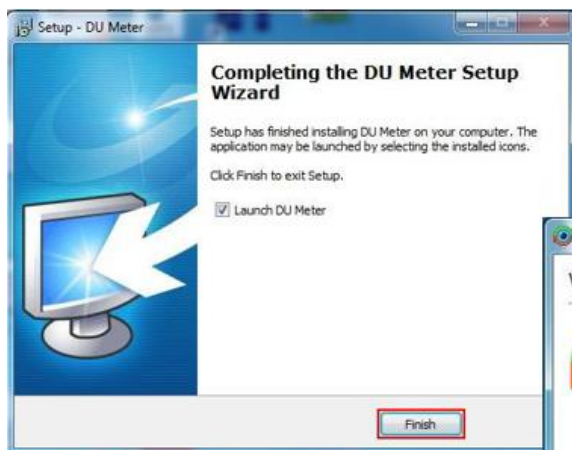 Setup - DU Meter
Completing the DU Meter Setup
Wizard
Setup has finished installing DU Meter on your computer. The
application may be launched by selecting the installed icons.
Click Finish to exit Setup.
Launch DU Meter
Finish